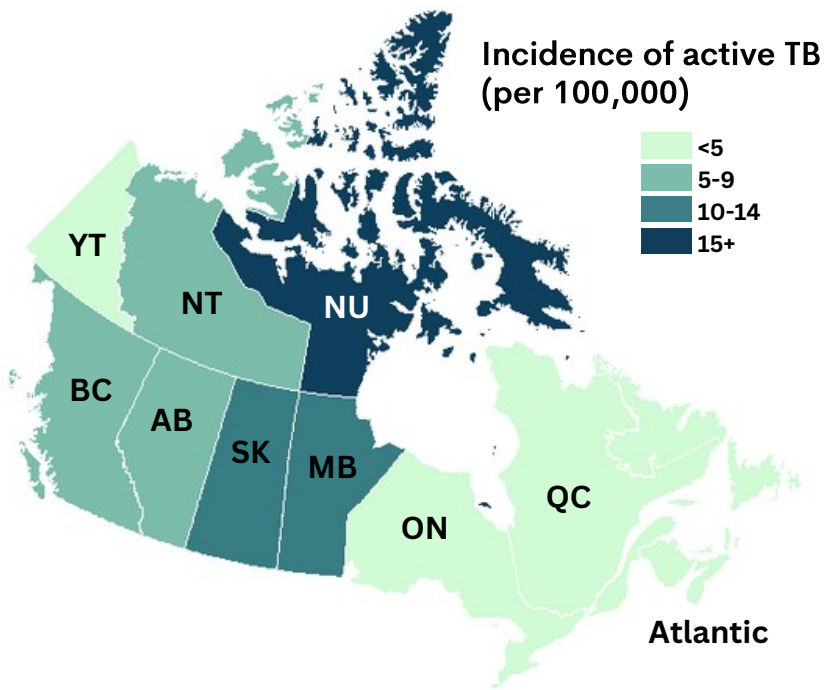 Incidence of active TB
(per 100,000)
<5
5-9
10-14
15+
YT
NT
NU
BC
AB
SK
MB
ON
QC
Atlantic